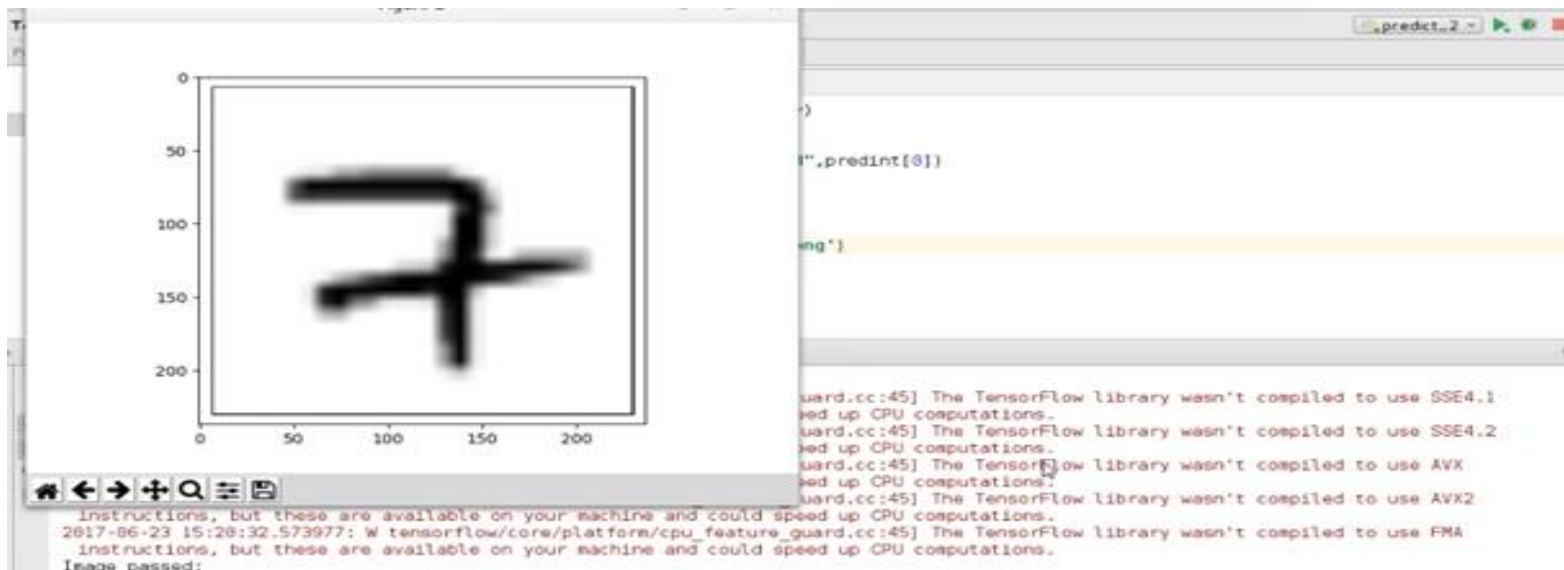 predict_2
0
50
100
150
200
7
0
50
100
150
200
")
",predint[0])
ng')
uard.cc:45] The TensorFlow library wasn't compiled to use SSE4.1
eed up CPU computations.
uard.cc:45] The TensorFlow library wasn't compiled to use SSE4.2
eed up CPU computations.
uard.cc:45] The TensorFlow library wasn't compiled to use AVX
eed up CPU computations.
uard.cc:45] The TensorFlow library wasn't compiled to use AVX2
instructions, but these are available on your machine and could speed up CPU computations.
2017-06-23 15:28:32.573977: W tensorflow/core/platform/cpu_feature_guard.cc:45] The TensorFlow library wasn't compiled to use FMA
instructions, but these are available on your machine and could speed up CPU computations.
Image passed: